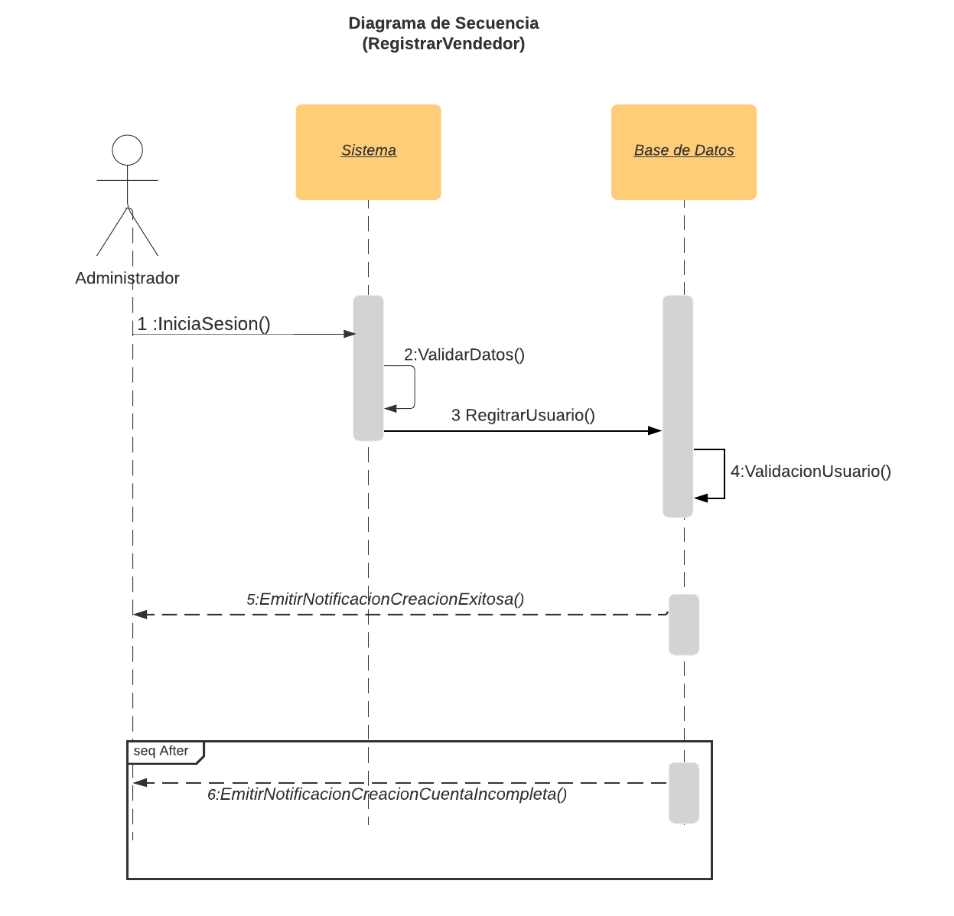 Diagrama de Secuencia
(RegistrarVendedor)
Sistema
Base de Datos
Administrador
1 :IniciaSesion()
2:ValidarDatos()
3 RegitrarUsuario()
4:ValidacionUsuario()
5:EmitirNotificacionCreacionExitosa()
seq After
6:EmitirNotificacionCreacionCuentaIncompleta()